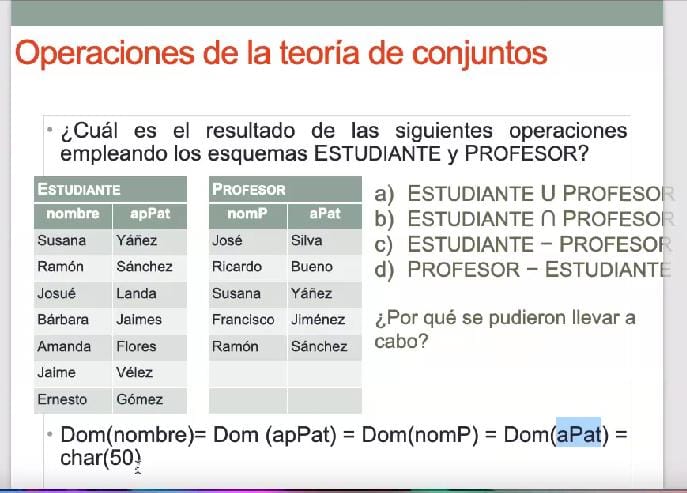 Operaciones de la teoría de conjuntos
• ¿Cuál es el resultado de las siguientes operaciones
empleando los esquemas ESTUDIANTE y PROFESOR?
ESTUDIANTE
nombre apPat
Susana Yáñez
Ramón Sánchez
Josué Landa
Bárbara Jaimes
Amanda Flores
Jaime Vélez
Ernesto Gómez
PROFESOR
nomP aPat
José Silva
Ricardo Bueno
Susana Yáñez
Francisco Jiménez
Ramón Sánchez
a) ESTUDIANTE U PROFESOR
b) ESTUDIANTE ∩ PROFESOR
c) ESTUDIANTE – PROFESOR
d) PROFESOR – ESTUDIANTE
¿Por qué se pudieron llevar a
cabo?
• Dom(nombre)= Dom (apPat) = Dom(nomP) = Dom(aPat) =
char(50)